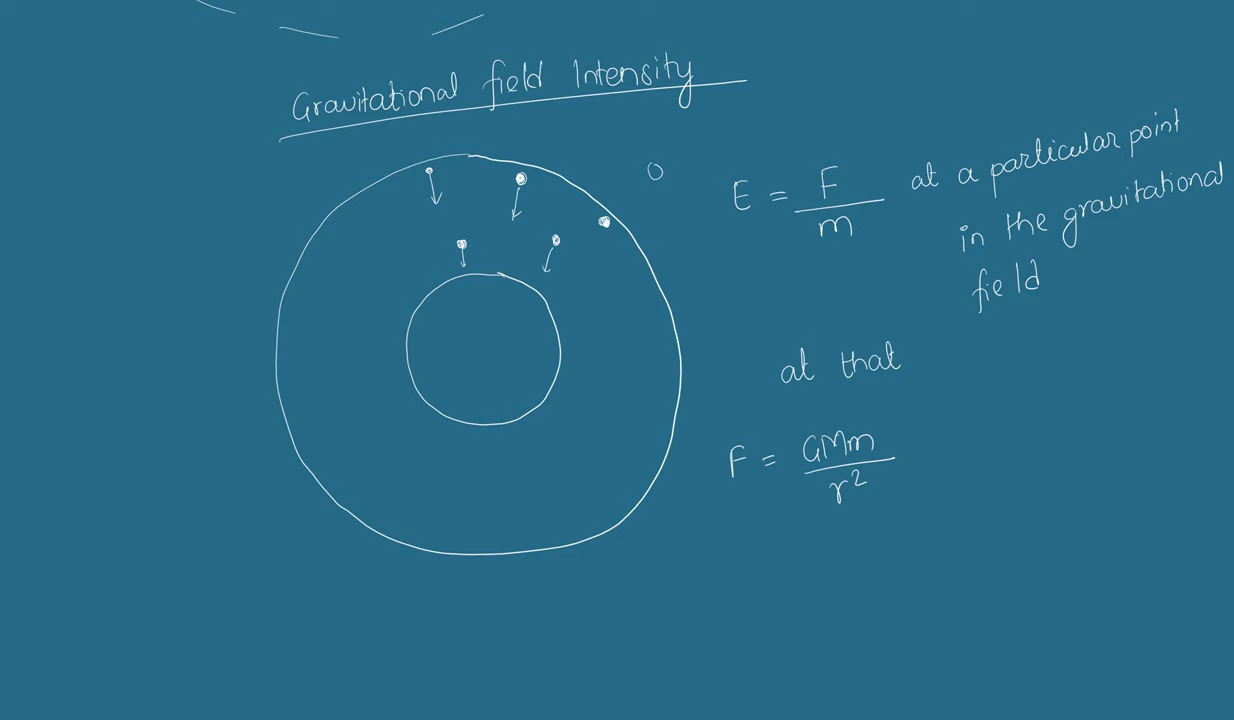 Gravitational field Intensity
E = F/m at a particular point
in the gravitational
field
at that
F = GMm/r²